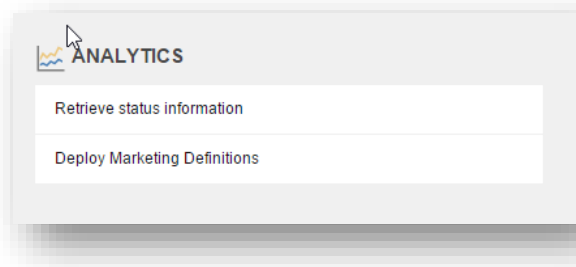 ANALYTICS
Retrieve status information
Deploy Marketing Definitions